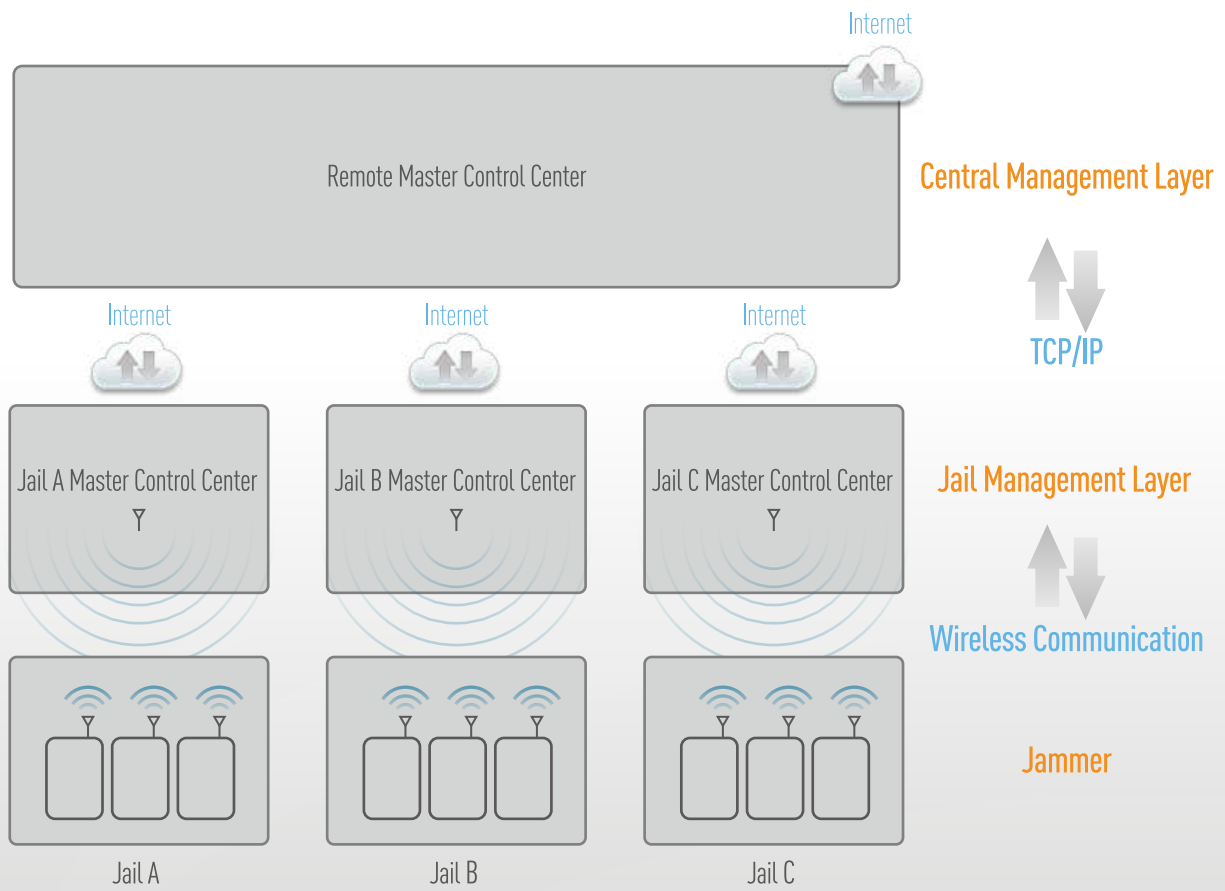 Internet
Remote Master Control Center
Central Management Layer
Internet
Internet
Internet
TCP/IP
Jail A Master Control Center
Jail B Master Control Center
Jail C Master Control Center
Jail Management Layer
Wireless Communication
Jammer
Jail A
Jail B
Jail C